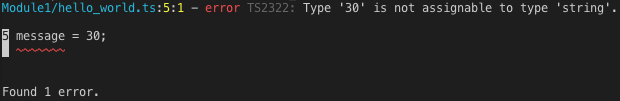 Module1/hello_world.ts:5:1 - error TS2322: Type '30' is not assignable to type 'string'.
5 message = 30;
Found 1 error.